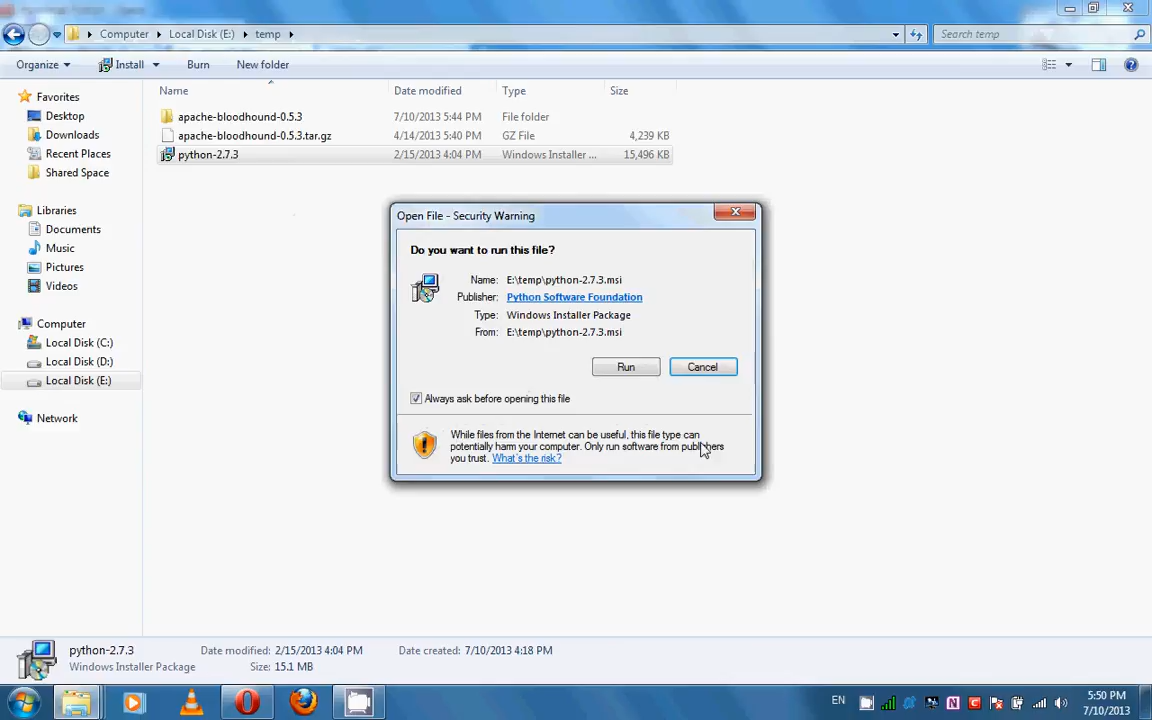 Computer ▸ Local Disk (E:) ▸ temp ▸
Search temp
Organize
Install
Burn
New folder
Name
Date modified
Type
Size
Favorites
Desktop
Downloads
Recent Places
Shared Space
Libraries
Documents
Music
Pictures
Videos
Computer
Local Disk (C:)
Local Disk (D:)
Local Disk (E:)
Network
apache-bloodhound-0.5.3 7/10/2013 5:44 PM File folder
apache-bloodhound-0.5.3.tar.gz 4/14/2013 5:40 PM GZ File 4,239 KB
python-2.7.3 2/15/2013 4:04 PM Windows Installer ... 15,496 KB
Open File - Security Warning
Do you want to run this file?
Name: E:\temp\python-2.7.3.msi
Publisher: Python Software Foundation
Type: Windows Installer Package
From: E:\temp\python-2.7.3.msi
Run
Cancel
Always ask before opening this file
While files from the Internet can be useful, this file type can
potentially harm your computer. Only run software from publishers
you trust. What's the risk?
python-2.7.3 Date modified: 2/15/2013 4:04 PM Date created: 7/10/2013 4:18 PM
Windows Installer Package Size: 15.1 MB
EN
5:50 PM
7/10/2013